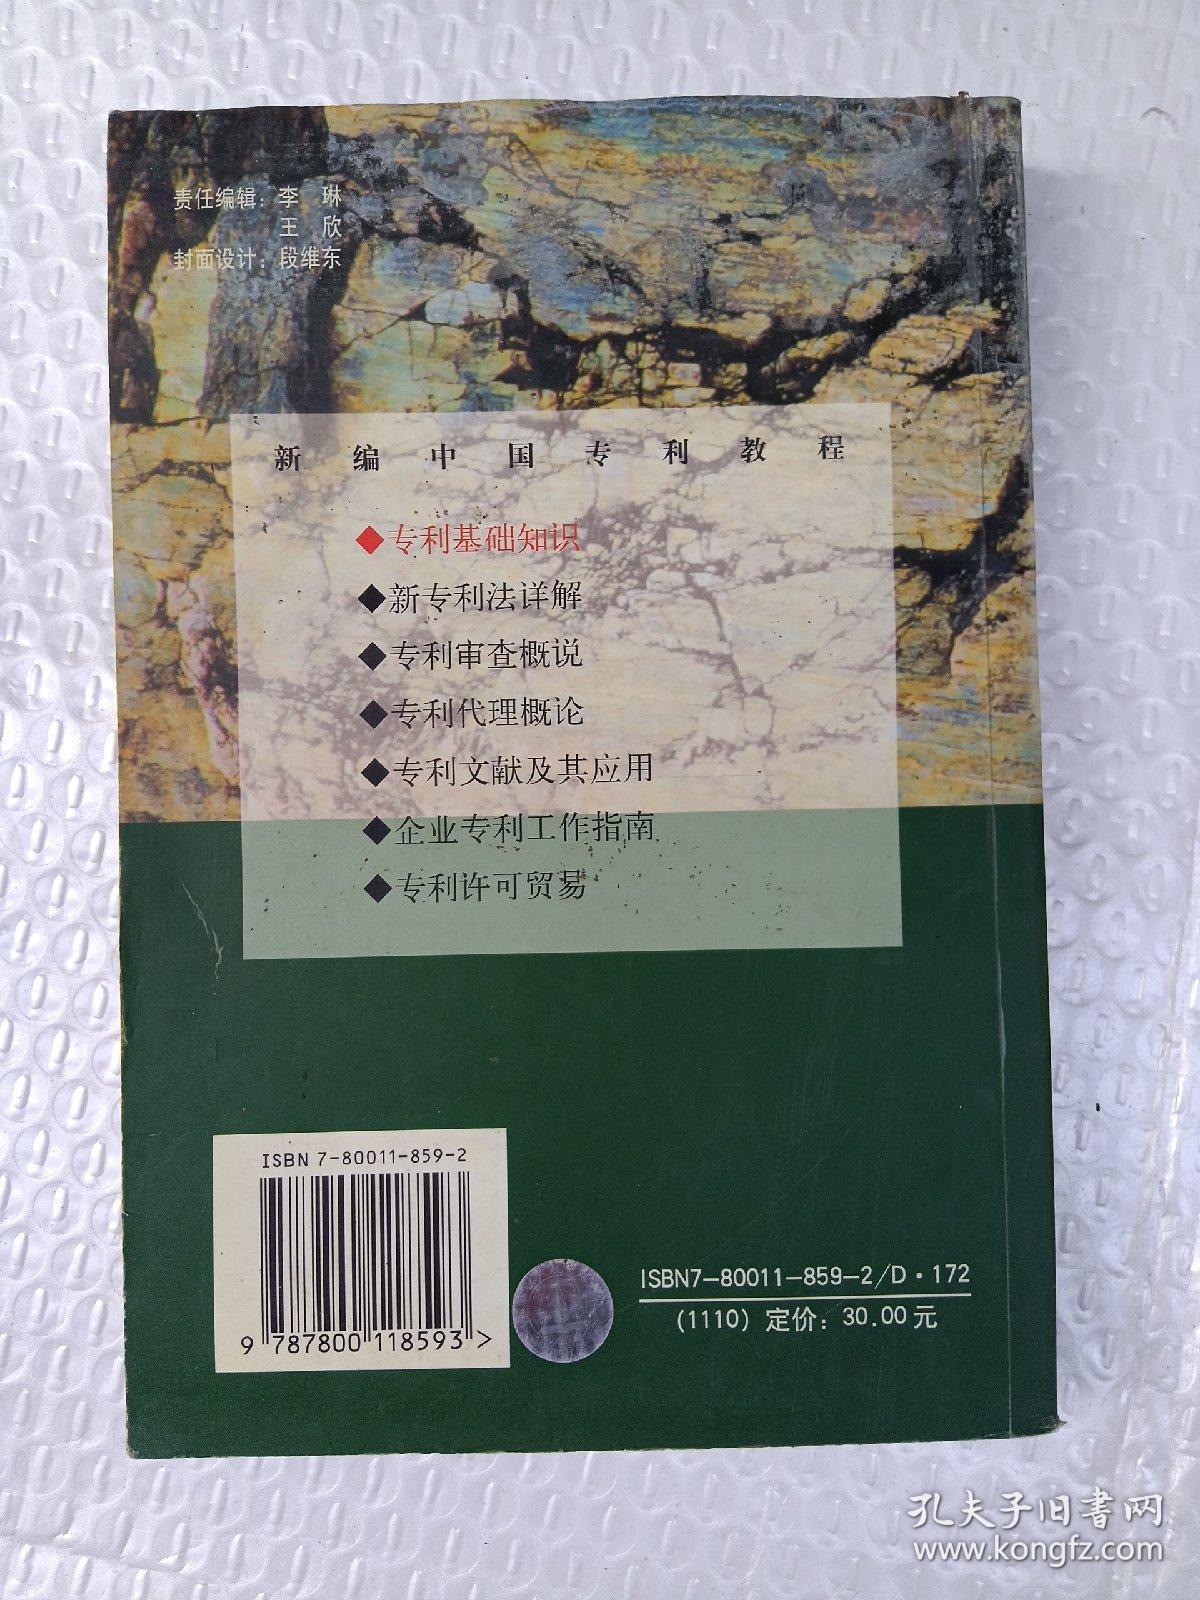 责任编辑：李　琳
王　欣
封面设计：段维东
新编中国专利教程
◆专利基础知识
◆新专利法详解
◆专利审查概说
◆专利代理概论
◆专利文献及其应用
◆企业专利工作指南
◆专利许可贸易
ISBN 7-80011-859-2
9 787800 118593 >
ISBN7-80011-859-2/D·172
(1110) 定价：30.00元
孔夫子旧书网
www.kongfz.com